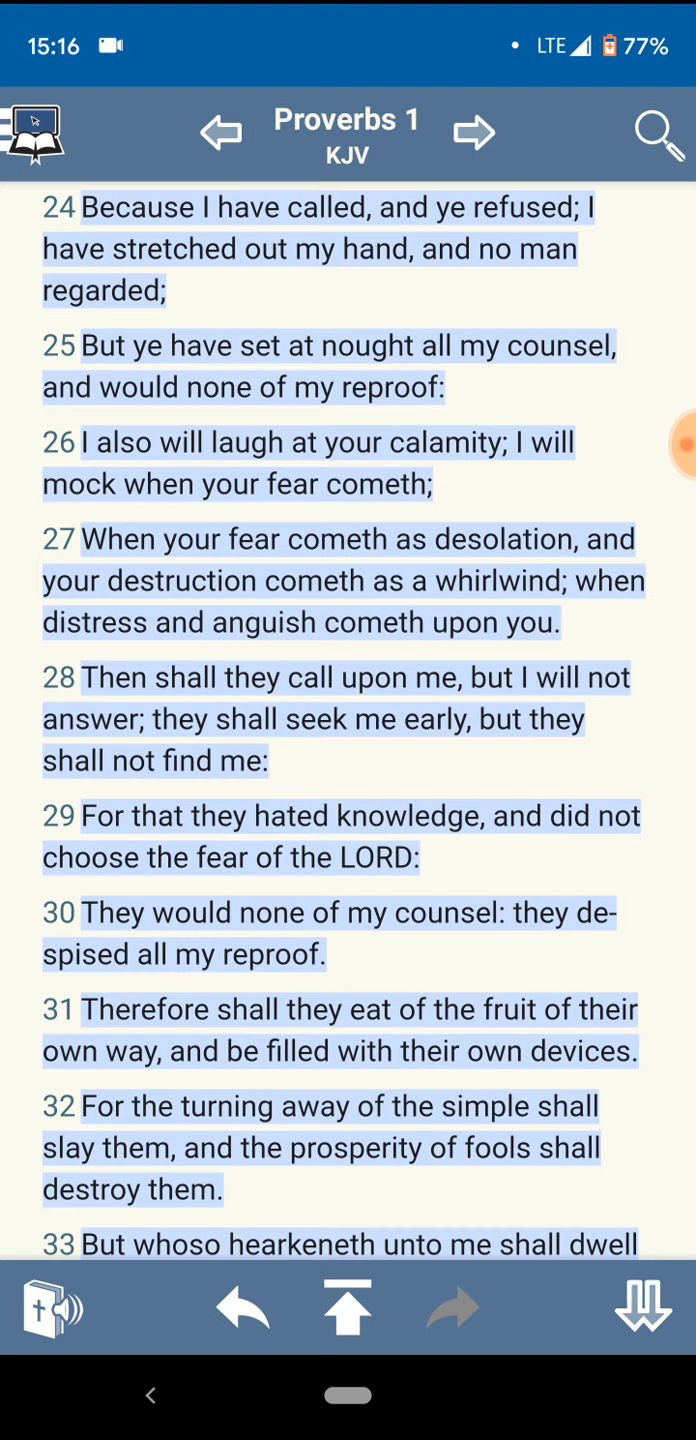 15:16
LTE
77%
Proverbs 1
KJV
24 Because I have called, and ye refused; I
have stretched out my hand, and no man
regarded;
25 But ye have set at nought all my counsel,
and would none of my reproof:
26 I also will laugh at your calamity; I will
mock when your fear cometh;
27 When your fear cometh as desolation, and
your destruction cometh as a whirlwind; when
distress and anguish cometh upon you.
28 Then shall they call upon me, but I will not
answer; they shall seek me early, but they
shall not find me:
29 For that they hated knowledge, and did not
choose the fear of the LORD:
30 They would none of my counsel: they de-
spised all my reproof.
31 Therefore shall they eat of the fruit of their
own way, and be filled with their own devices.
32 For the turning away of the simple shall
slay them, and the prosperity of fools shall
destroy them.
33 But whoso hearkeneth unto me shall dwell